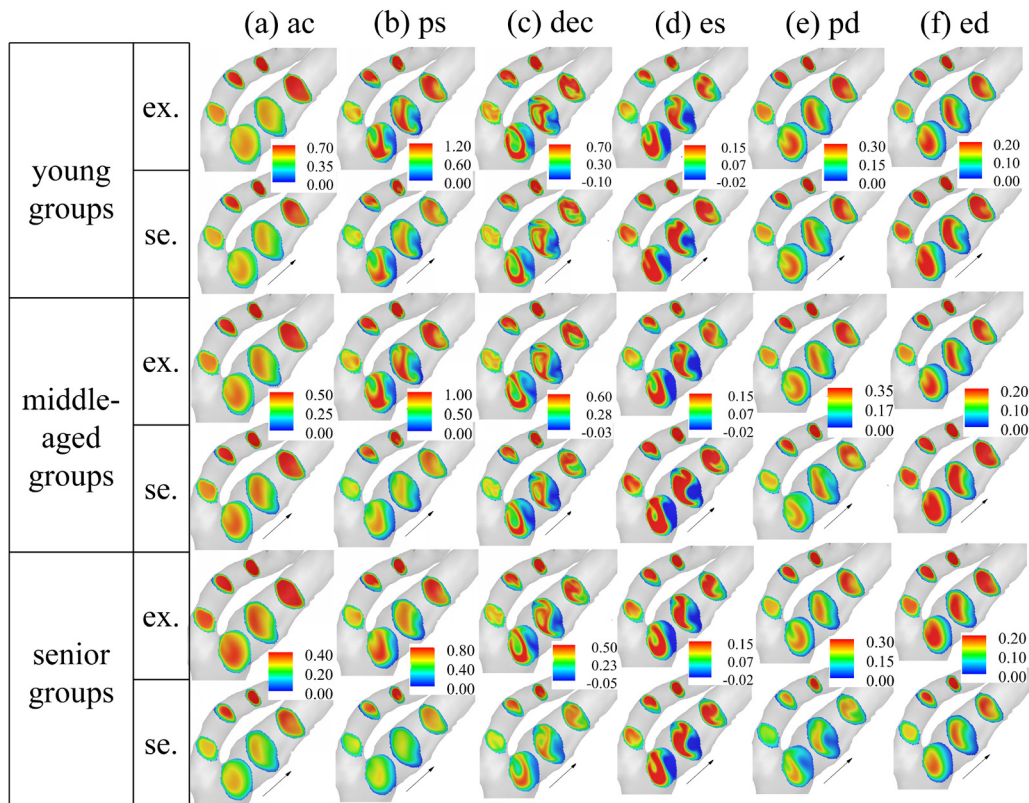 (a) ac (b) ps (c) dec (d) es (e) pd (f) ed
young
groups
ex.
0.70 1.20 0.70 0.15 0.30 0.20
0.35 0.60 0.30 0.07 0.15 0.10
0.00 0.00 -0.10 -0.02 0.00 0.00
se.
middle-
aged
groups
ex.
0.50 1.00 0.60 0.15 0.35 0.20
0.25 0.50 0.28 0.07 0.17 0.10
0.00 0.00 -0.03 -0.02 0.00 0.00
se.
senior
groups
ex.
0.40 0.80 0.50 0.15 0.30 0.20
0.20 0.40 0.23 0.07 0.15 0.10
0.00 0.00 -0.05 -0.02 0.00 0.00
se.